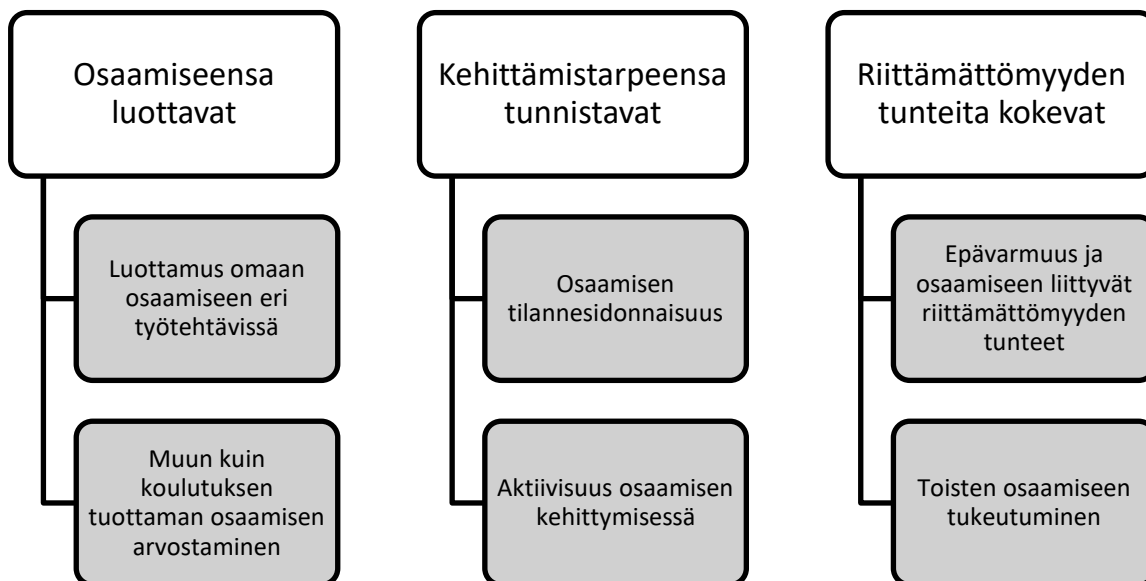 Osaamiseensa
luottavat
Luottamus omaan
osaamiseen eri
työtehtävissä
Muun kuin
koulutuksen
tuottaman osaamisen
arvostaminen
Kehittämistarpeensa
tunnistavat
Osaamisen
tilannesidonnaisuus
Aktiivisuus osaamisen
kehittymisessä
Riittämättömyyden
tunteita kokevat
Epävarmuus ja
osaamiseen liittyvät
riittämättömyyden
tunteet
Toisten osaamiseen
tukeutuminen